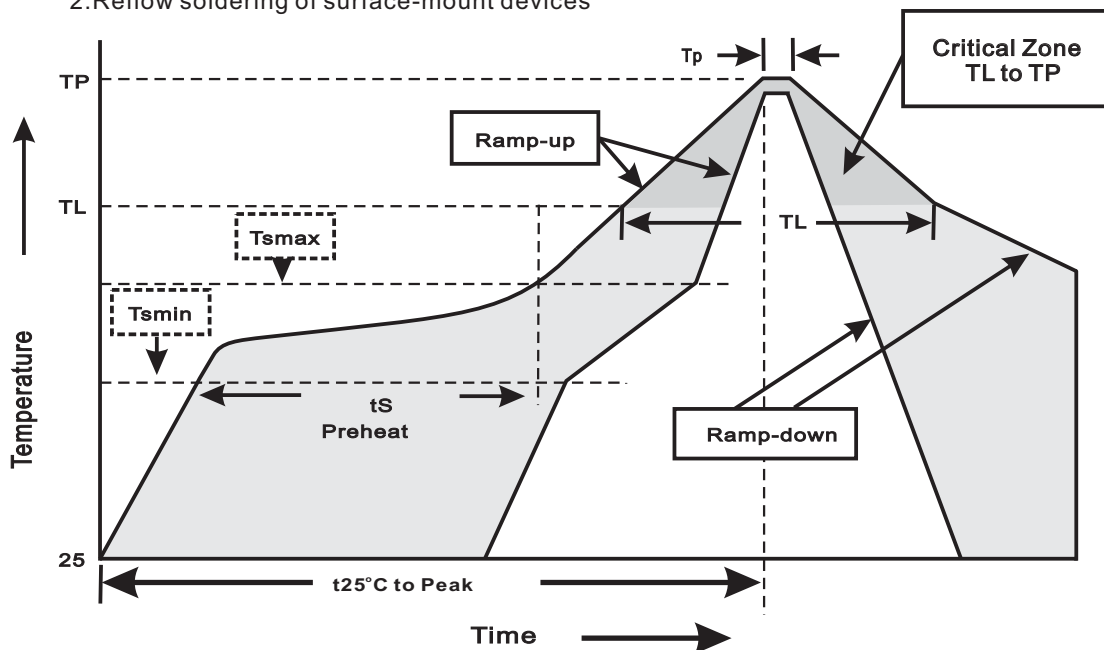 2.Reflow soldering of surface-mount devices
Tp
Critical Zone
TL to TP
TP
Ramp-up
TL
TL
Tsmax
Tsmin
Temperature
tS
Preheat
Ramp-down
25
t25°C to Peak
Time